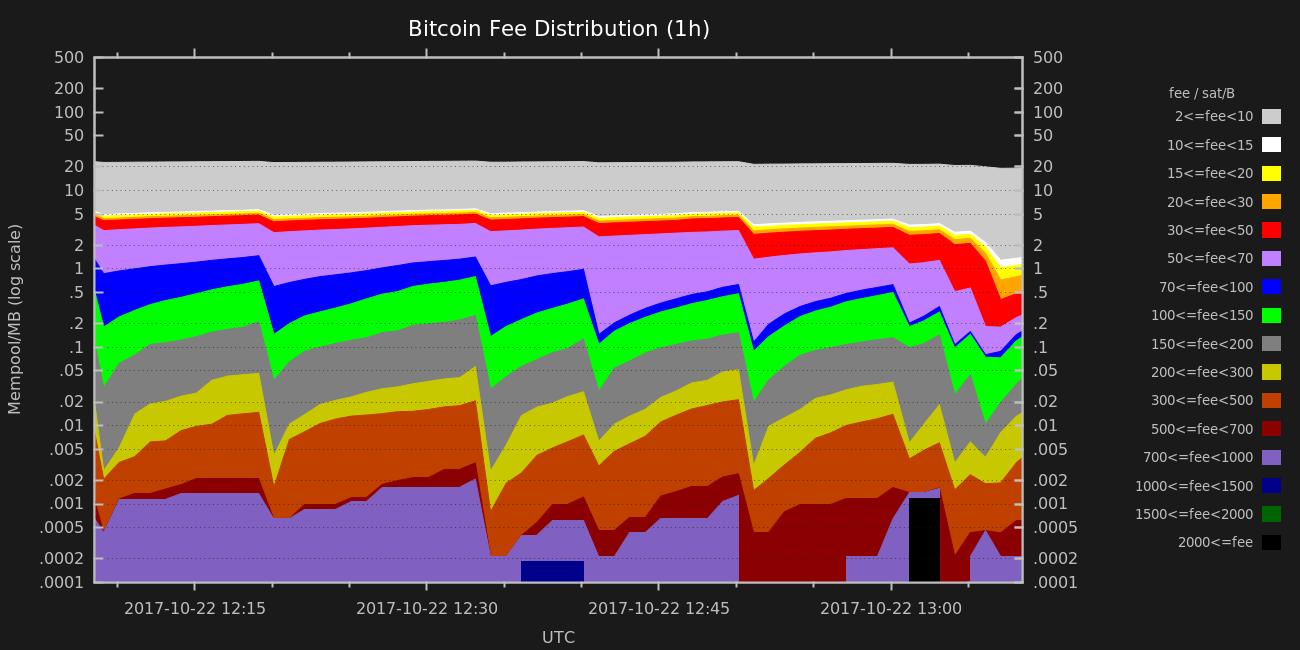 Bitcoin Fee Distribution (1h)
Mempool/MB (log scale)
500
200
100
50
20
10
5
2
1
.5
.2
.1
.05
.02
.01
.005
.002
.001
.0005
.0002
.0001
500
200
100
50
20
10
5
2
1
.5
.2
.1
.05
.02
.01
.005
.002
.001
.0005
.0002
.0001
2017-10-22 12:15
2017-10-22 12:30
2017-10-22 12:45
2017-10-22 13:00
UTC
fee / sat/B
2<=fee<10
10<=fee<15
15<=fee<20
20<=fee<30
30<=fee<50
50<=fee<70
70<=fee<100
100<=fee<150
150<=fee<200
200<=fee<300
300<=fee<500
500<=fee<700
700<=fee<1000
1000<=fee<1500
1500<=fee<2000
2000<=fee